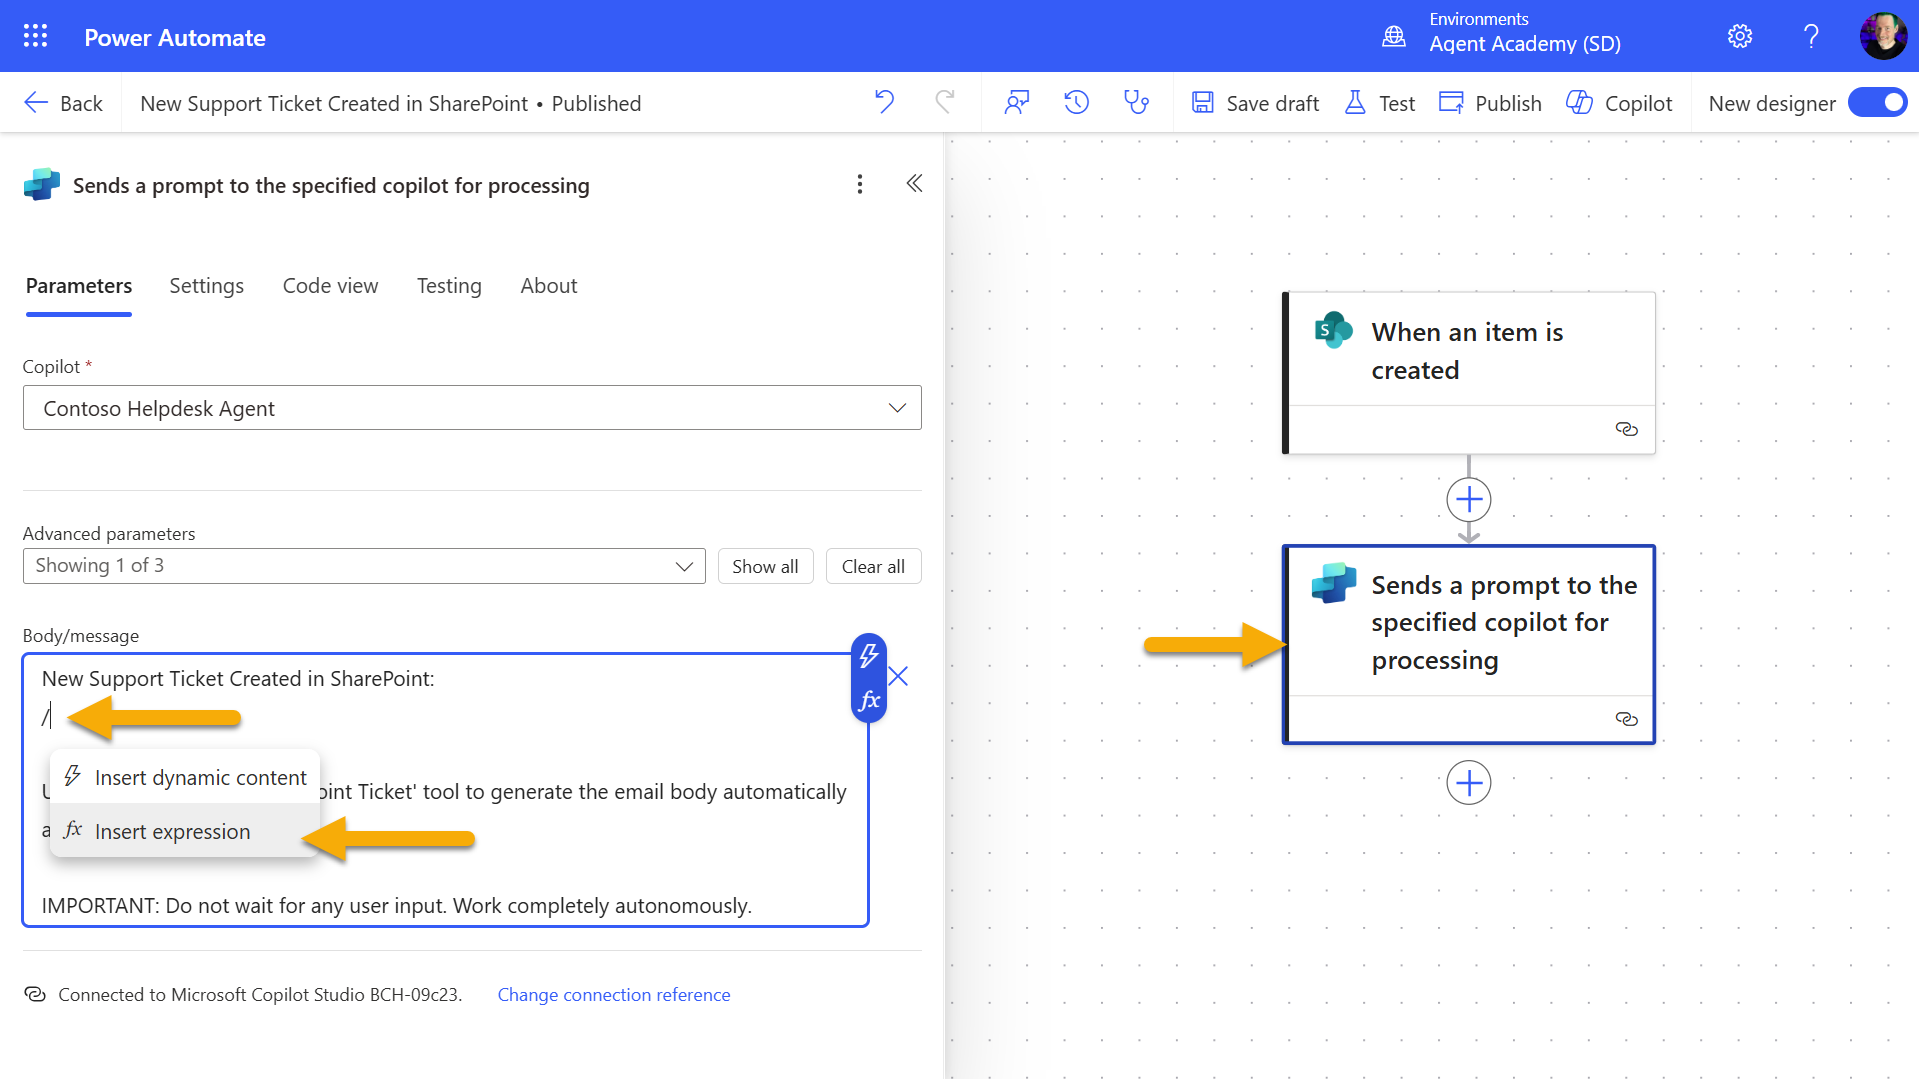 Power Automate
Environments
Agent Academy (SD)
Back
New Support Ticket Created in SharePoint • Published
Save draft
Test
Publish
Copilot
New designer
Sends a prompt to the specified copilot for processing
Parameters
Settings
Code view
Testing
About
Copilot *
Contoso Helpdesk Agent
Advanced parameters
Showing 1 of 3
Show all
Clear all
Body/message
New Support Ticket Created in SharePoint:
/
Insert dynamic content
oint Ticket' tool to generate the email body automatically
a
fx Insert expression
fx
IMPORTANT: Do not wait for any user input. Work completely autonomously.
Connected to Microsoft Copilot Studio BCH-09c23.
Change connection reference
S
When an item is
created
Sends a prompt to the
specified copilot for
processing